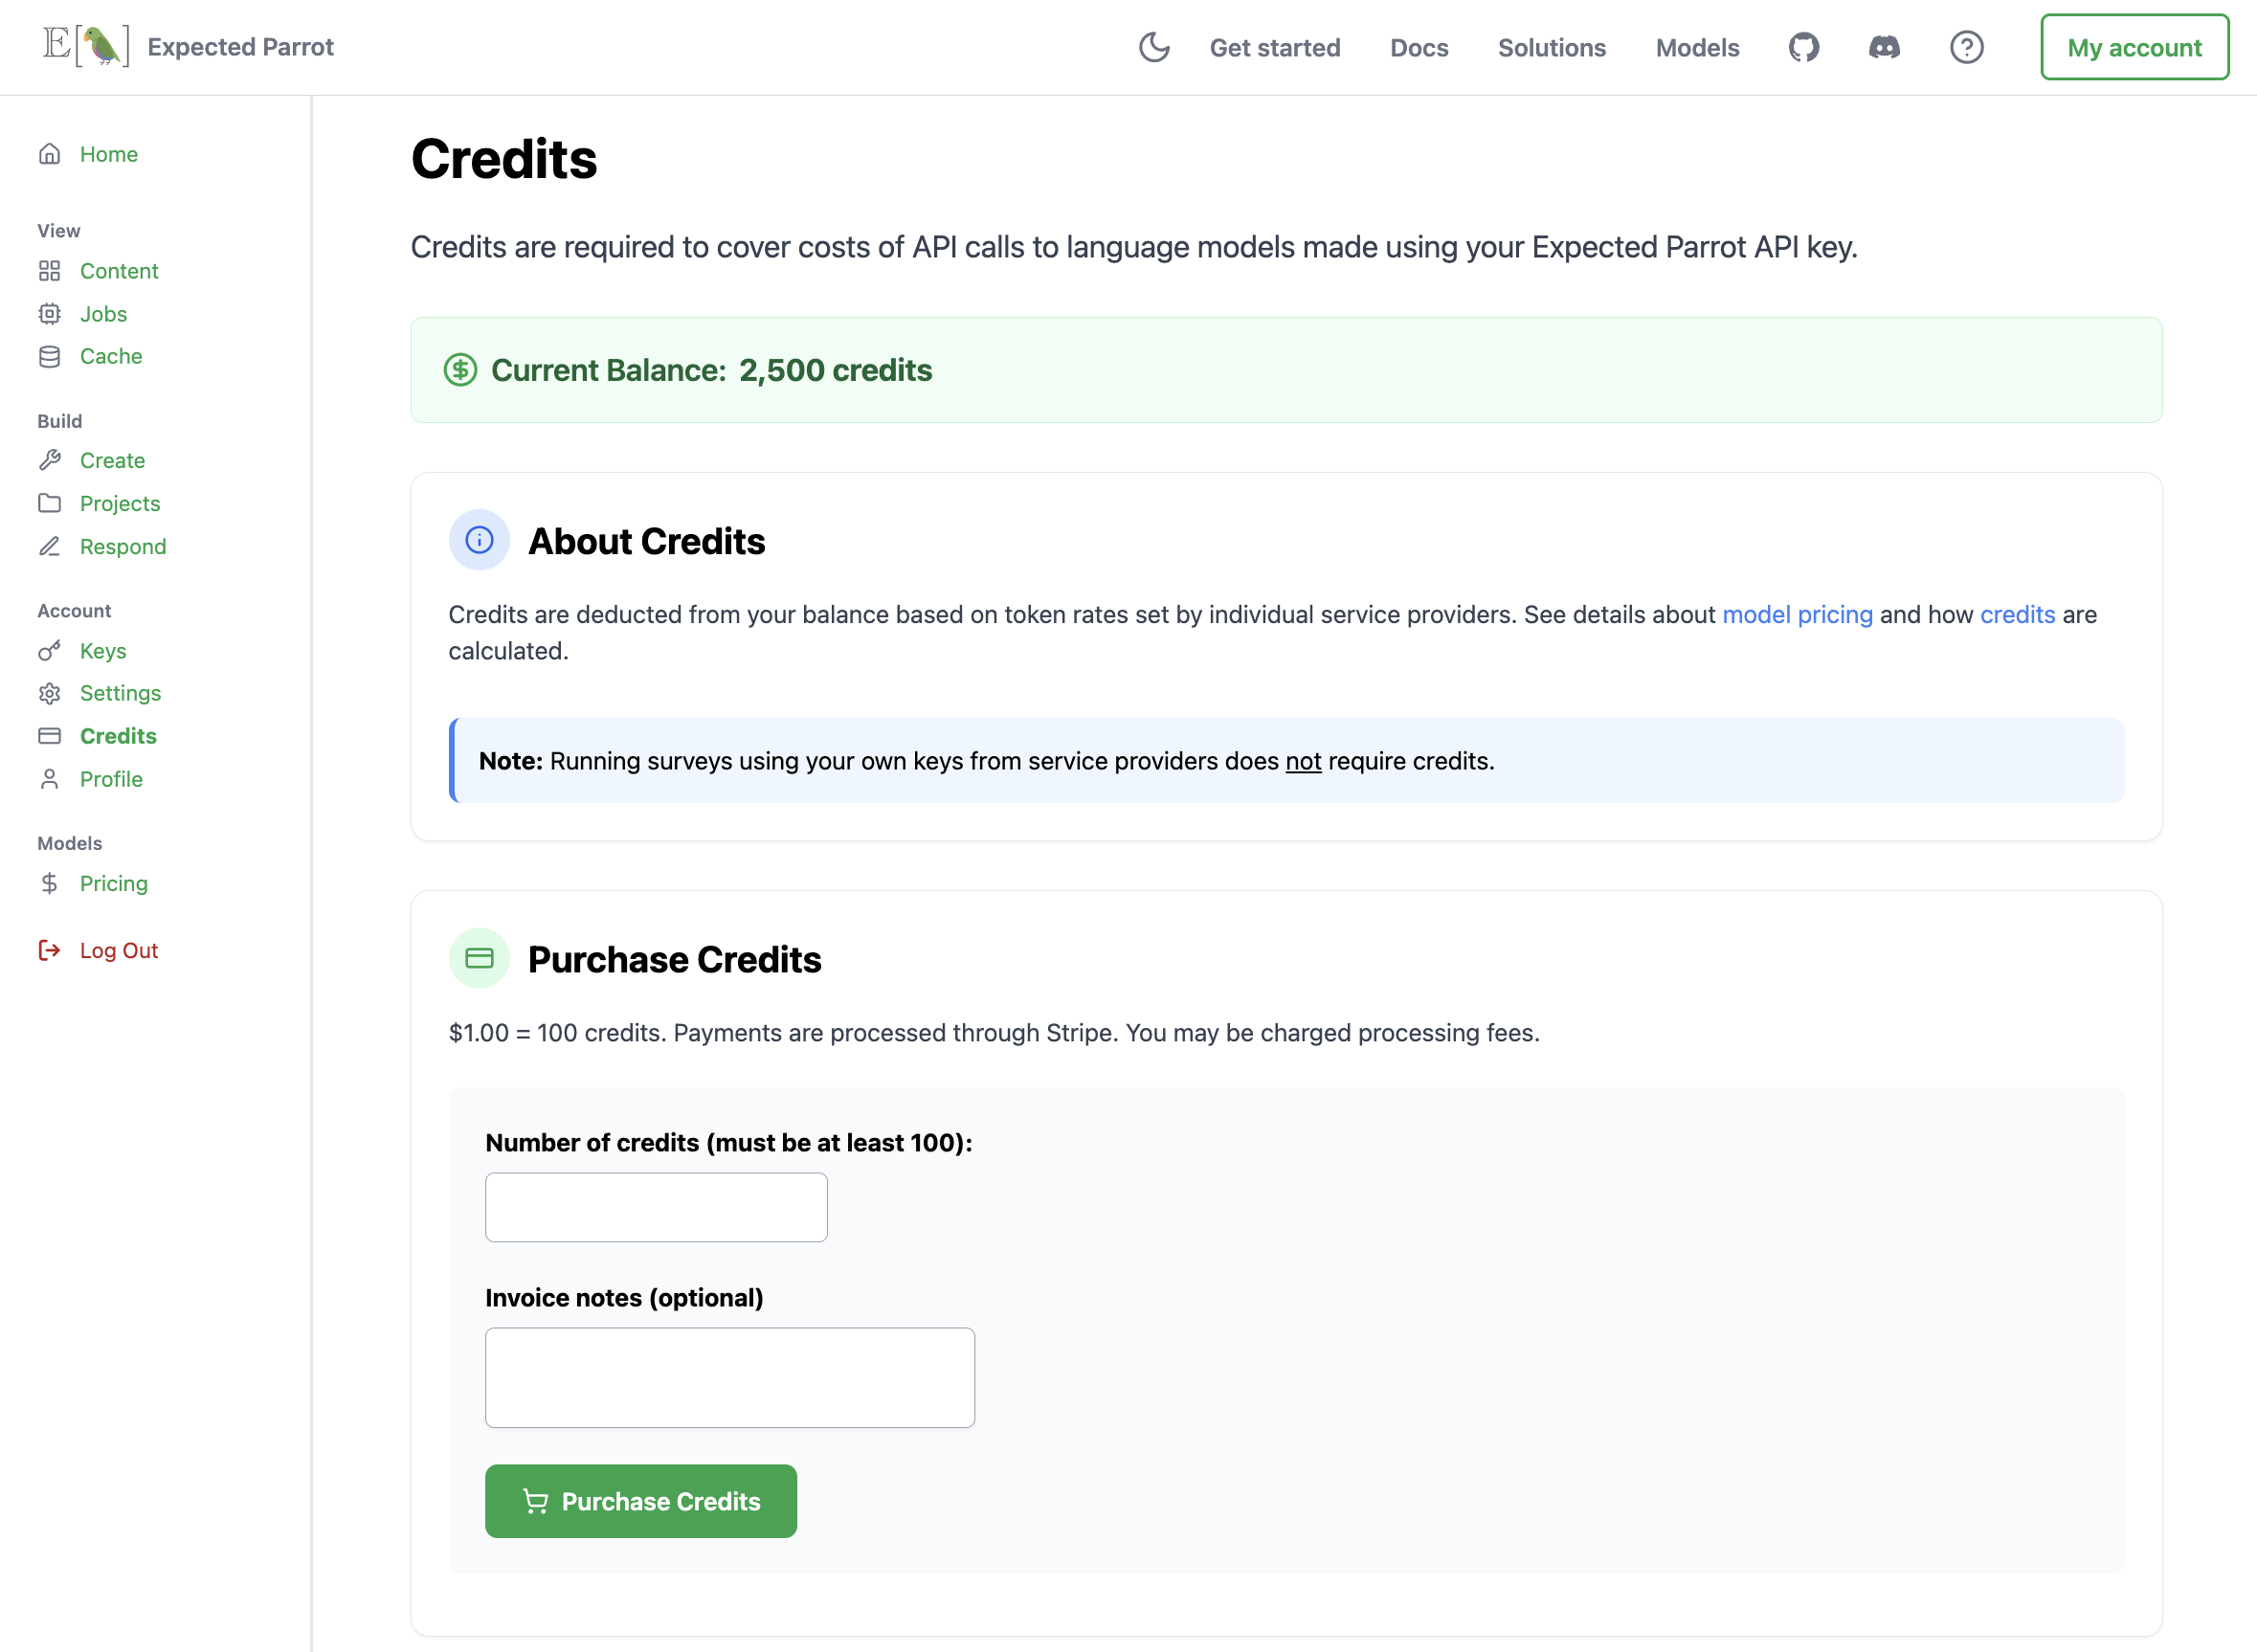 E[ ] Expected Parrot
Get started
Docs
Solutions
Models
My account
Home
View
Content
Jobs
Cache
Build
Create
Projects
Respond
Account
Keys
Settings
Credits
Profile
Models
Pricing
Log Out
Credits
Credits are required to cover costs of API calls to language models made using your Expected Parrot API key.
Current Balance: 2,500 credits
About Credits
Credits are deducted from your balance based on token rates set by individual service providers. See details about model pricing and how credits are
calculated.
Note: Running surveys using your own keys from service providers does not require credits.
Purchase Credits
$1.00 = 100 credits. Payments are processed through Stripe. You may be charged processing fees.
Number of credits (must be at least 100):
Invoice notes (optional)
Purchase Credits